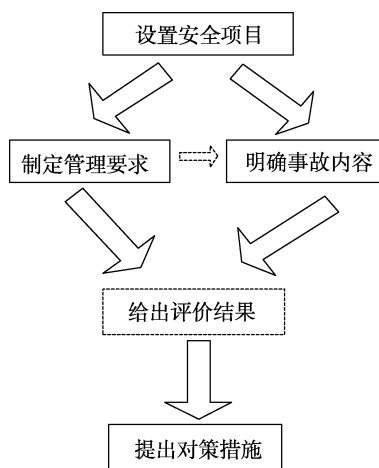 设置安全项目
制定管理要求
明确事故内容
给出评价结果
提出对策措施